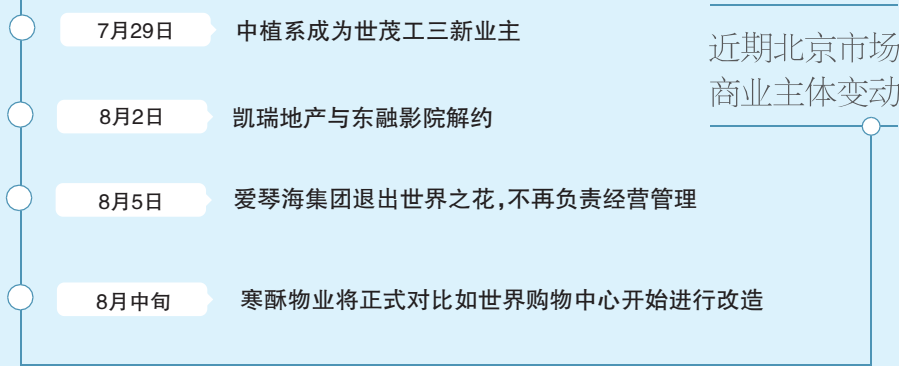 近期北京市场
商业主体变动
7月29日 中植系成为世茂工三新业主
8月2日 凯瑞地产与东融影院解约
8月5日 爱琴海集团退出世界之花,不再负责经营管理
8月中旬 寒酥物业将正式对比如世界购物中心开始进行改造